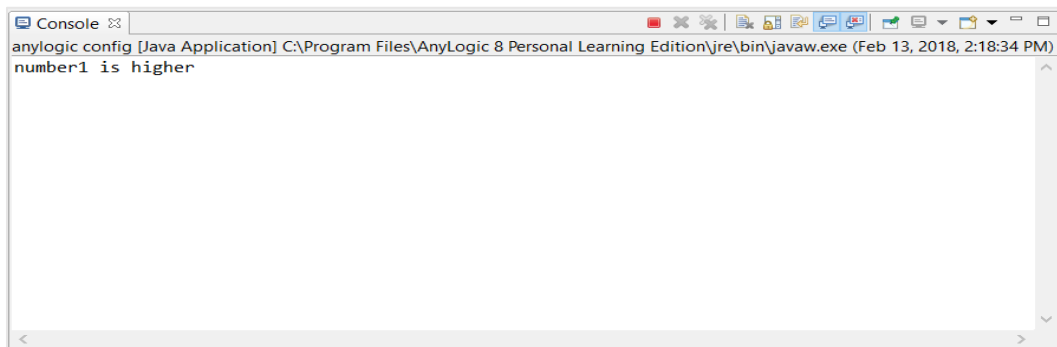 Console
anylogic config [Java Application] C:\Program Files\AnyLogic 8 Personal Learning Edition\jre\bin\javaw.exe (Feb 13, 2018, 2:18:34 PM)
number1 is higher